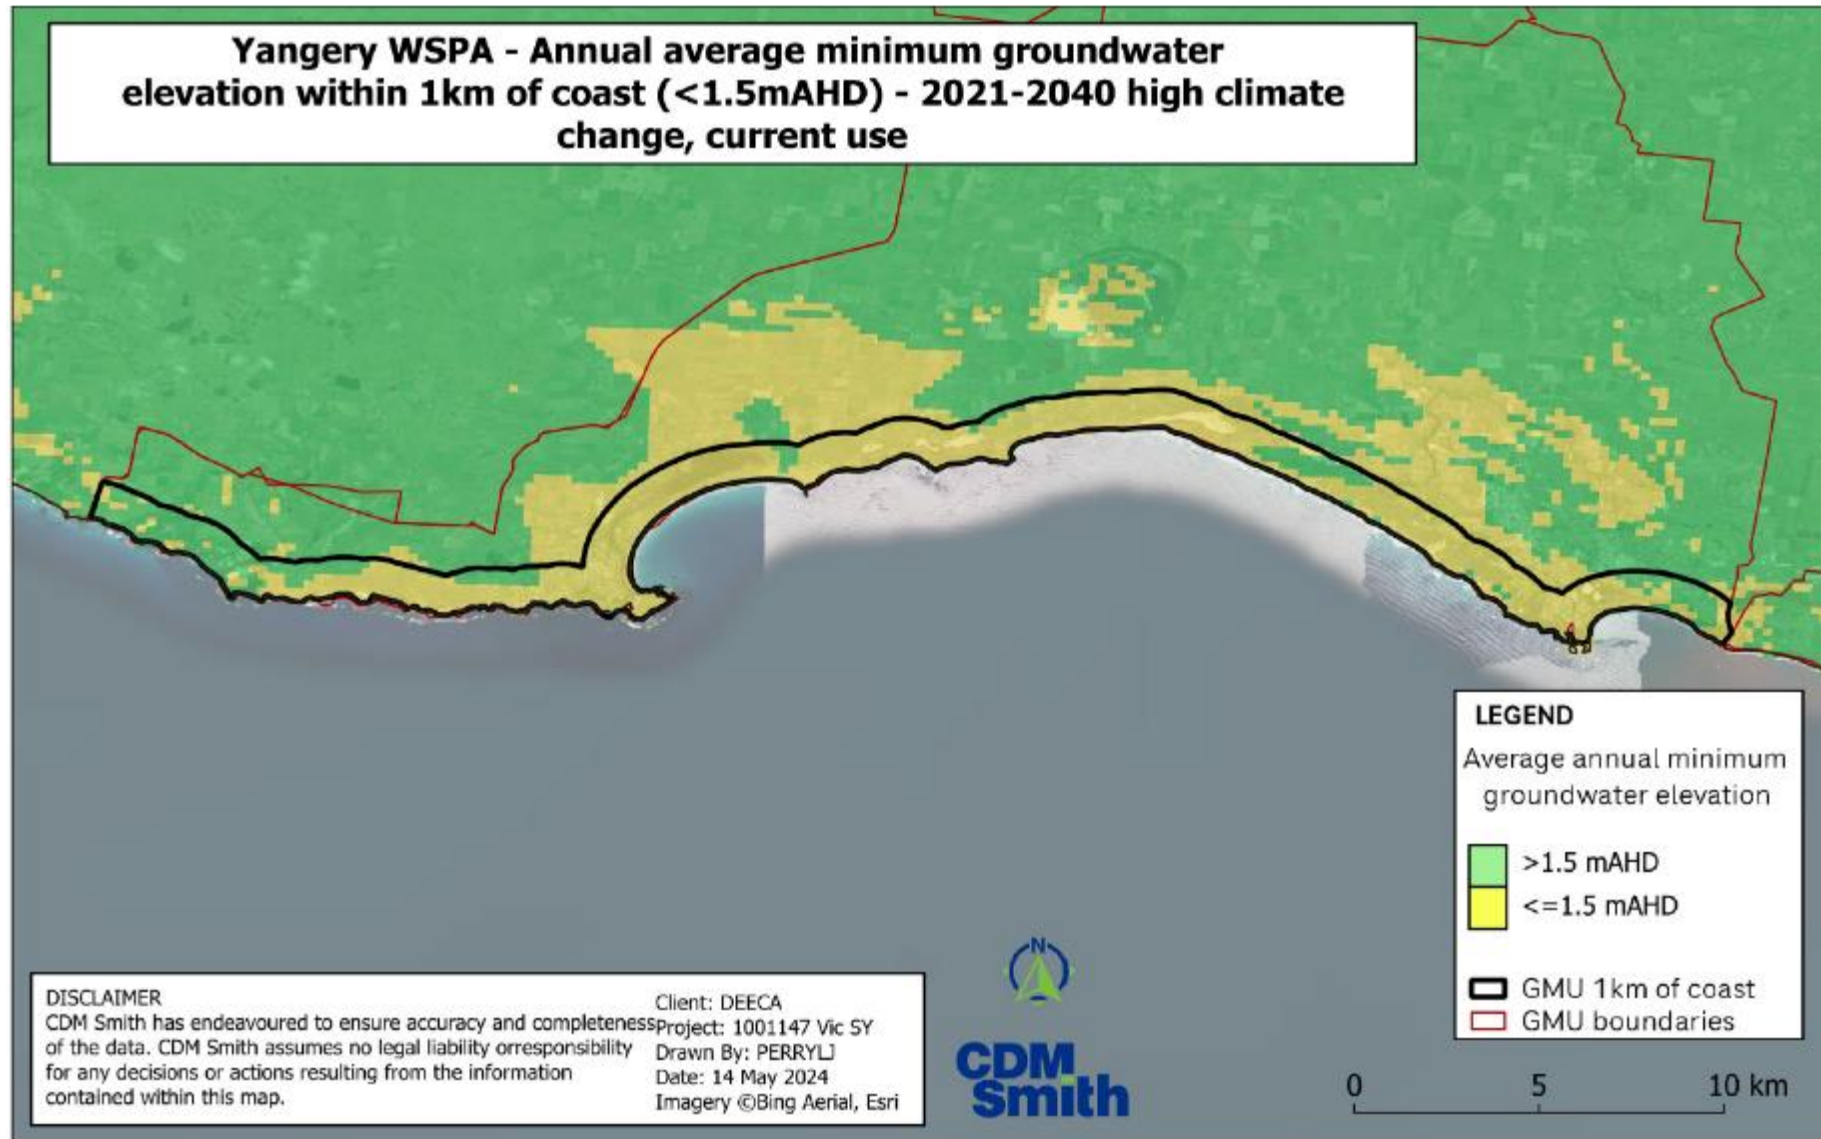 Yangery WSPA - Annual average minimum groundwater
elevation within 1km of coast (<1.5mAHD) - 2021-2040 high climate
change, current use
LEGEND
Average annual minimum
groundwater elevation
>1.5 mAHD
<=1.5 mAHD
GMU 1km of coast
GMU boundaries
DISCLAIMER
CDM Smith has endeavoured to ensure accuracy and completeness
of the data. CDM Smith assumes no legal liability orresponsibility
for any decisions or actions resulting from the information
contained within this map.
Client: DEECA
Project: 1001147 Vic SY
Drawn By: PERRYLJ
Date: 14 May 2024
Imagery ©Bing Aerial, Esri
N
CDM
Smith
0 5 10 km